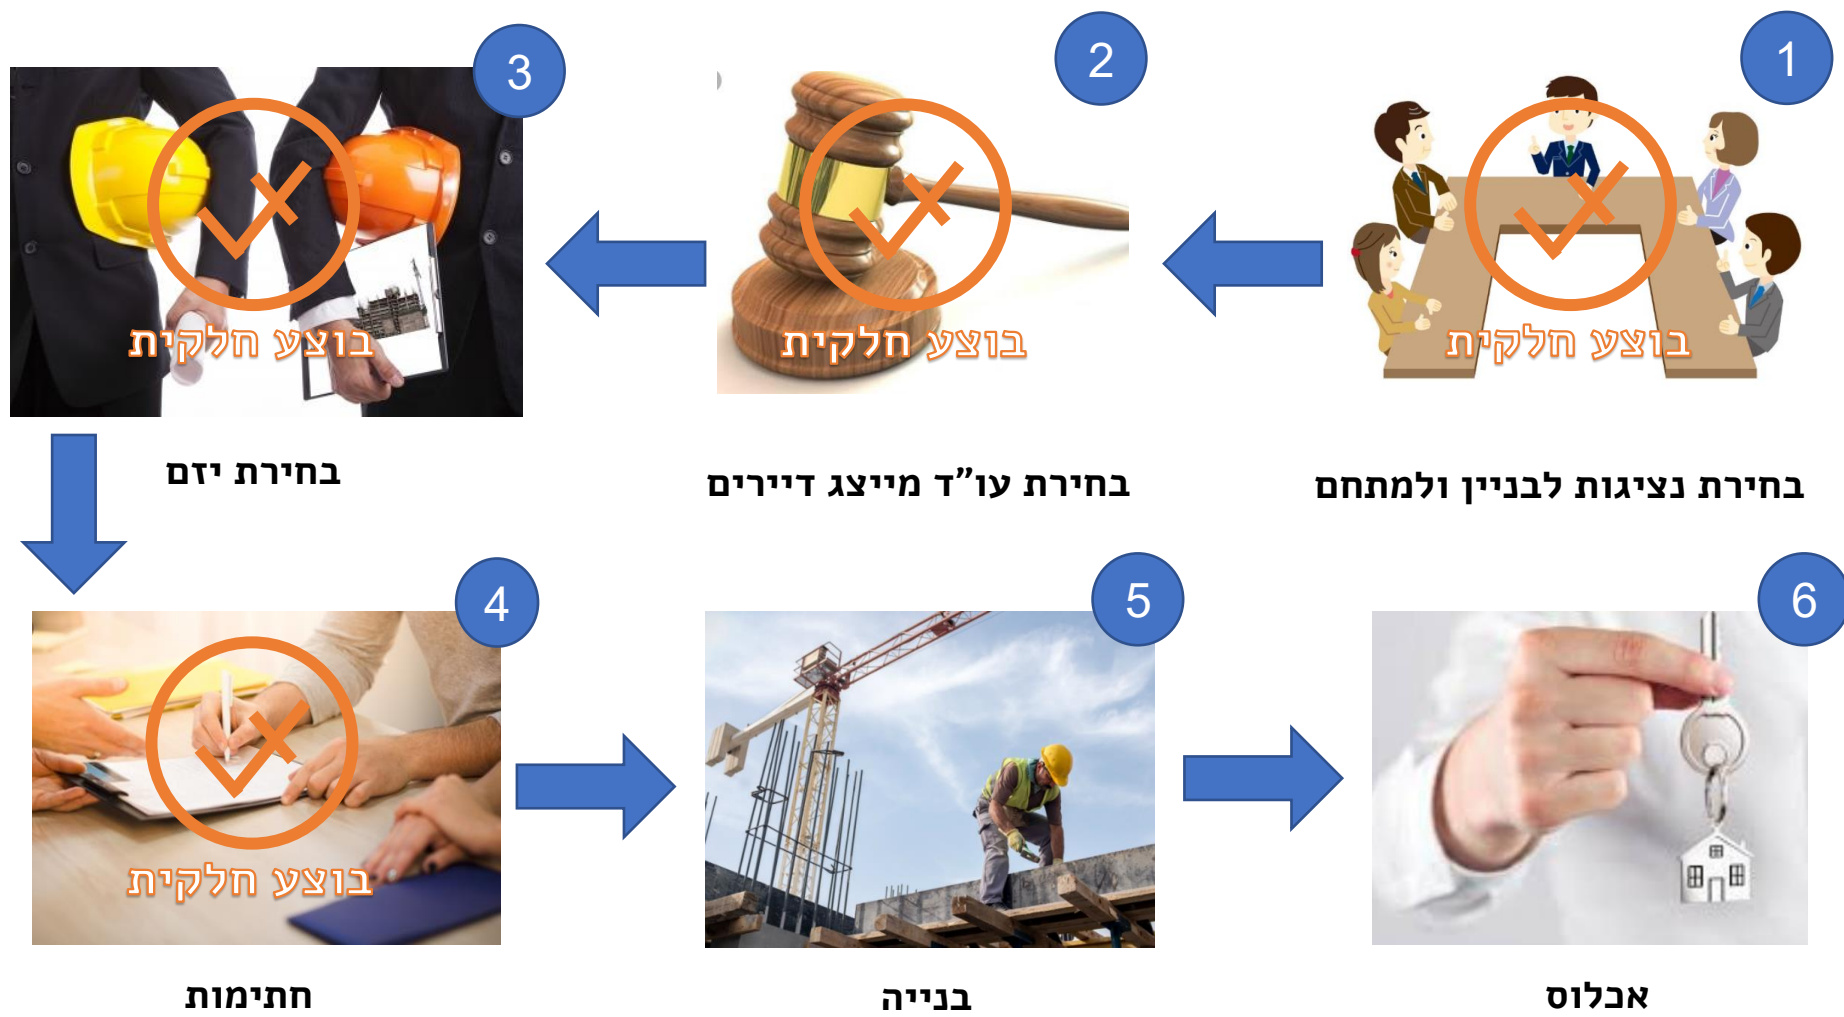 1
בוצע חלקית
בחירת נציגות לבניין ולמתחם
2
בוצע חלקית
בחירת עו"ד מייצג דיירים
3
בוצע חלקית
בחירת יזם
4
בוצע חלקית
חתימות
5
בנייה
6
אכלוס